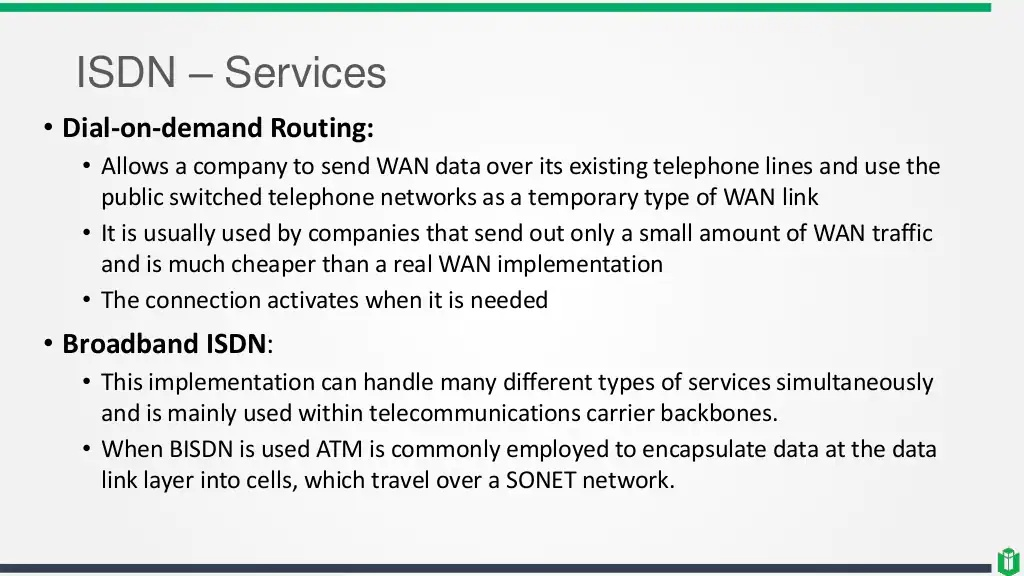 ISDN – Services
• Dial-on-demand Routing:
• Allows a company to send WAN data over its existing telephone lines and use the
public switched telephone networks as a temporary type of WAN link
• It is usually used by companies that send out only a small amount of WAN traffic
and is much cheaper than a real WAN implementation
• The connection activates when it is needed
• Broadband ISDN:
• This implementation can handle many different types of services simultaneously
and is mainly used within telecommunications carrier backbones.
• When BISDN is used ATM is commonly employed to encapsulate data at the data
link layer into cells, which travel over a SONET network.